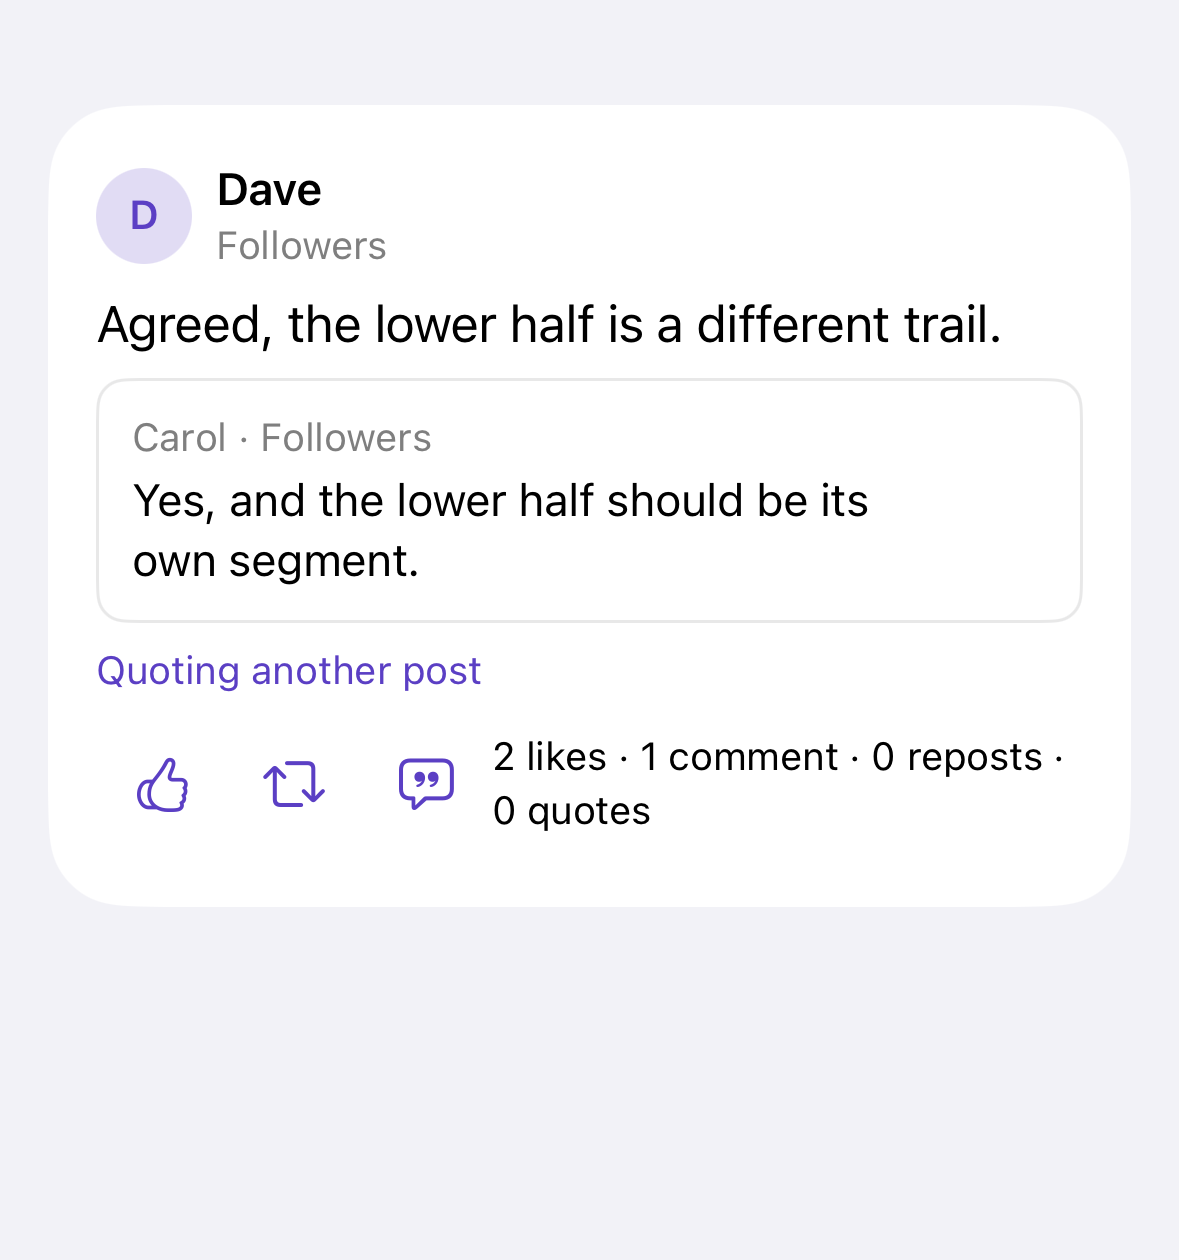 D
Dave
Followers
Agreed, the lower half is a different trail.
Carol · Followers
Yes, and the lower half should be its
own segment.
Quoting another post
2 likes · 1 comment · 0 reposts ·
0 quotes